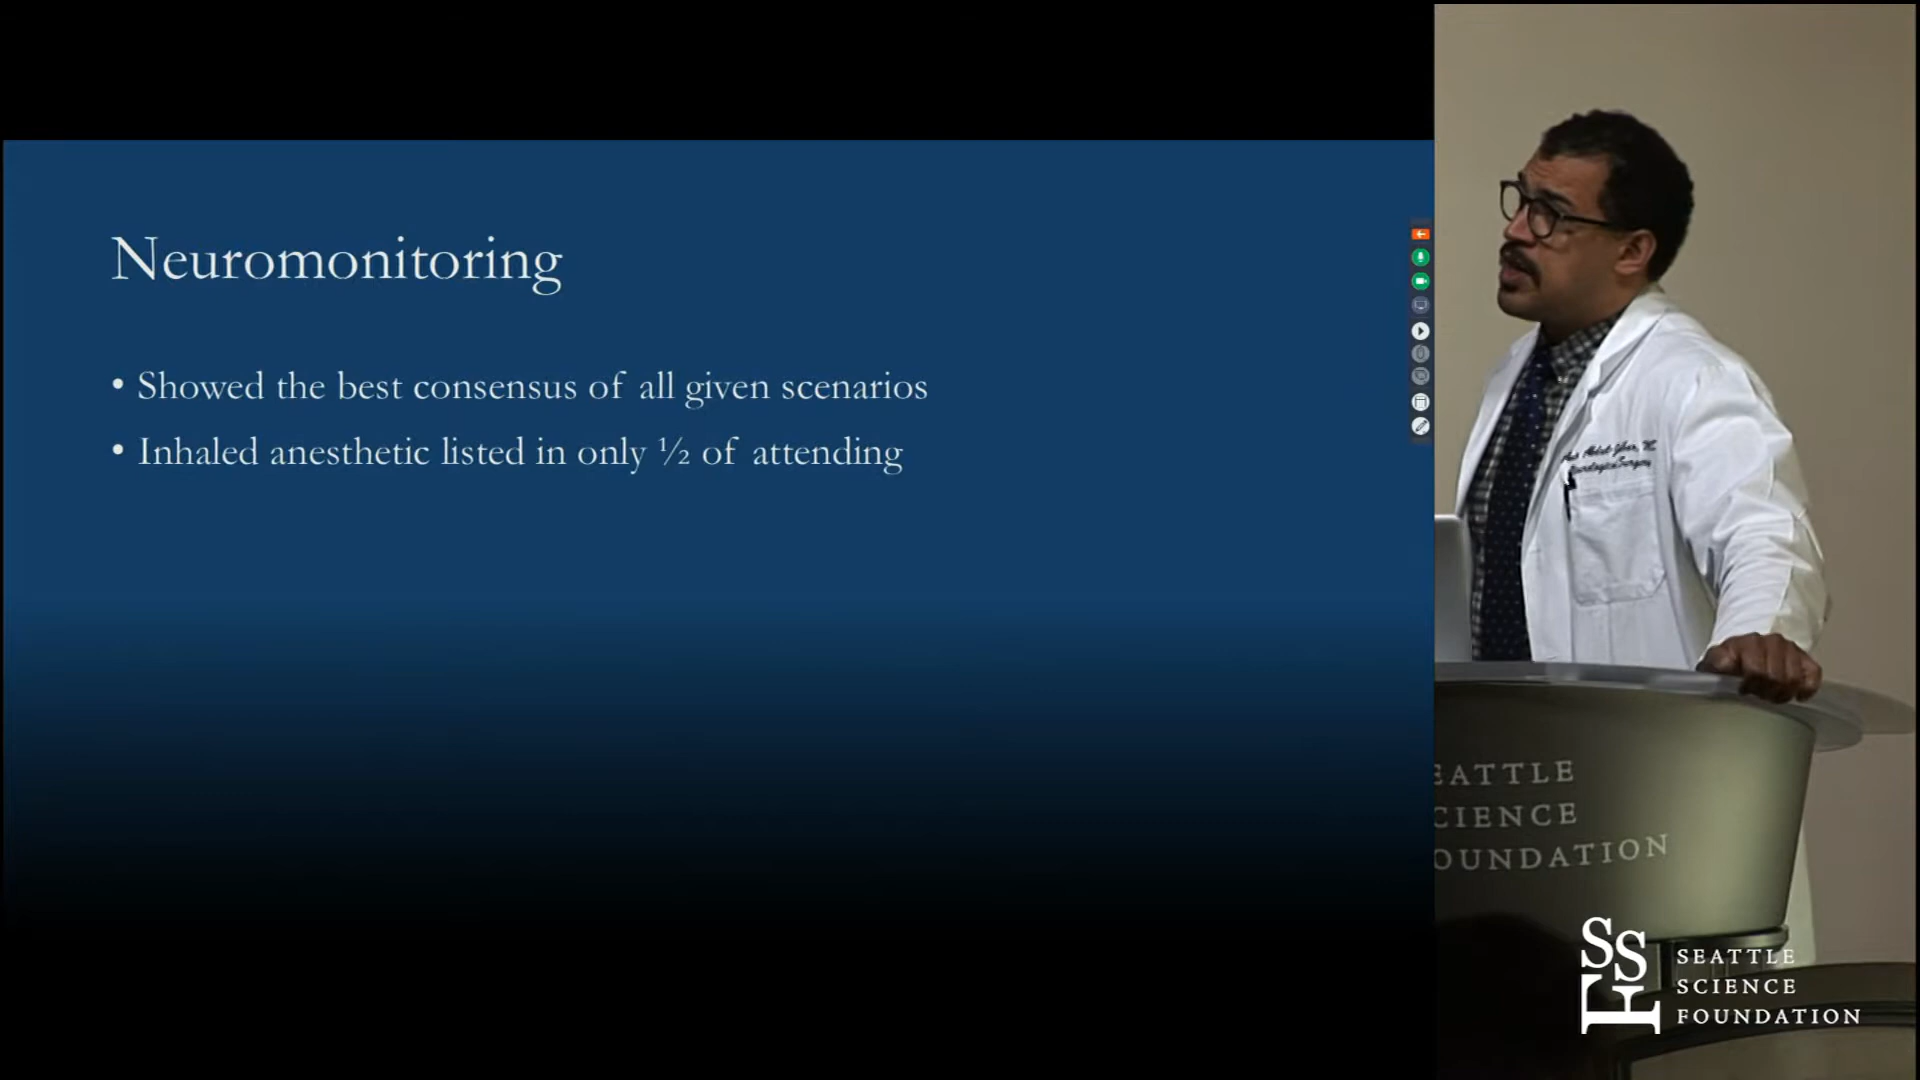 Neuromonitoring
• Showed the best consensus of all given scenarios
• Inhaled anesthetic listed in only ½ of attending
EATTLE
CIENCE
OUNDATION
SSF
SEATTLE
SCIENCE
FOUNDATION